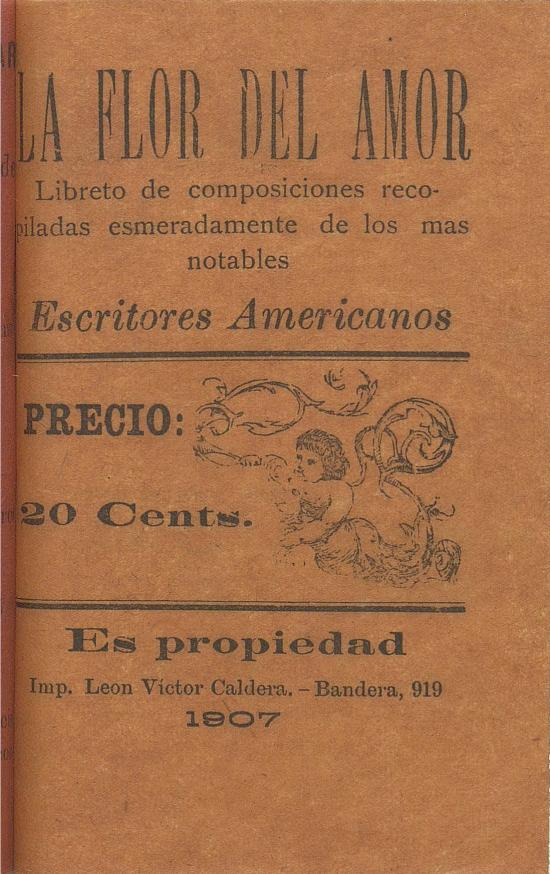 LA FLOR DEL AMOR
Libreto de composiciones reco-
piladas esmeradamente de los mas
notables
Escritores Americanos
PRECIO:
20 Cents.
Es propiedad
Imp. Leon Víctor Caldera. – Bandera, 919
1907